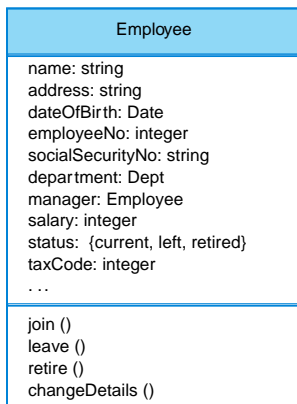 Employee
name: string
address: string
dateOfBirth: Date
employeeNo: integer
socialSecurityNo: string
department: Dept
manager: Employee
salary: integer
status: {current, left, retired}
taxCode: integer
. . .
join ()
leave ()
retire ()
changeDetails ()